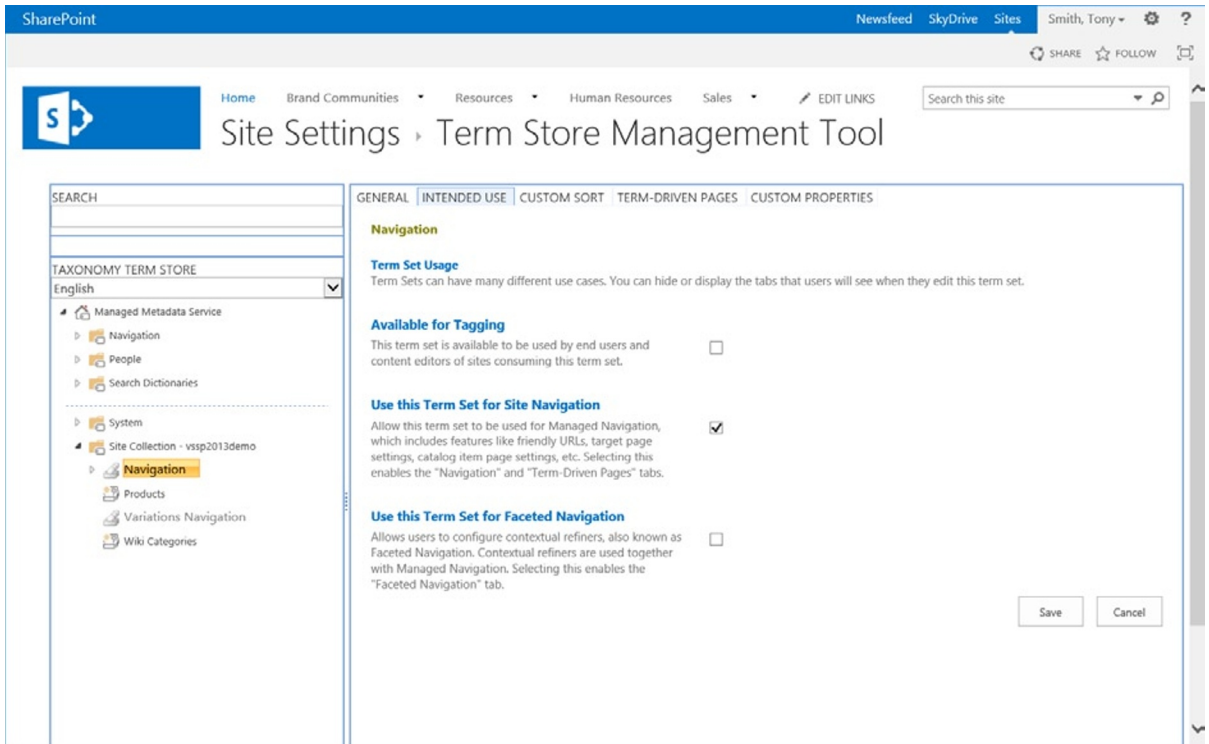 SharePoint
Newsfeed SkyDrive Sites Smith, Tony ?
SHARE FOLLOW
S
Home Brand Communities Resources Human Resources Sales EDIT LINKS
Search this site
Site Settings Term Store Management Tool
SEARCH
TAXONOMY TERM STORE
English
Managed Metadata Service
Navigation
People
Search Dictionaries
System
Site Collection - vssp2013demo
Navigation
Products
Variations Navigation
Wiki Categories
GENERAL INTENDED USE CUSTOM SORT TERM-DRIVEN PAGES CUSTOM PROPERTIES
Navigation
Term Set Usage
Term Sets can have many different use cases. You can hide or display the tabs that users will see when they edit this term set.
Available for Tagging
This term set is available to be used by end users and
content editors of sites consuming this term set.
Use this Term Set for Site Navigation
Allow this term set to be used for Managed Navigation,
which includes features like friendly URLs, target page
settings, catalog item page settings, etc. Selecting this
enables the "Navigation" and "Term-Driven Pages" tabs.
Use this Term Set for Faceted Navigation
Allows users to configure contextual refiners, also known as
Faceted Navigation. Contextual refiners are used together
with Managed Navigation. Selecting this enables the
"Faceted Navigation" tab.
Save Cancel